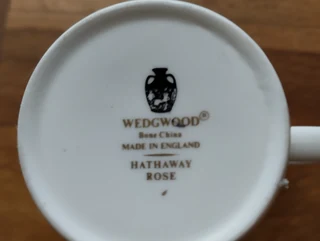 WEDGWOOD®
Bone China
MADE IN ENGLAND
HATHAWAY
ROSE